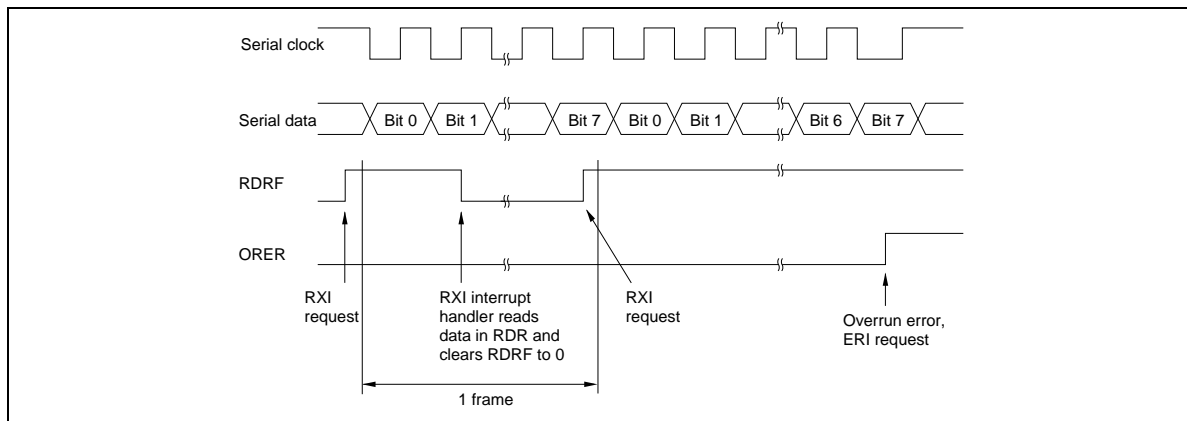 Serial clock
Serial data
Bit 0
Bit 1
Bit 7
Bit 0
Bit 1
Bit 6
Bit 7
RDRF
ORER
RXI
request
RXI interrupt
handler reads
data in RDR and
clears RDRF to 0
RXI
request
Overrun error,
ERI request
1 frame